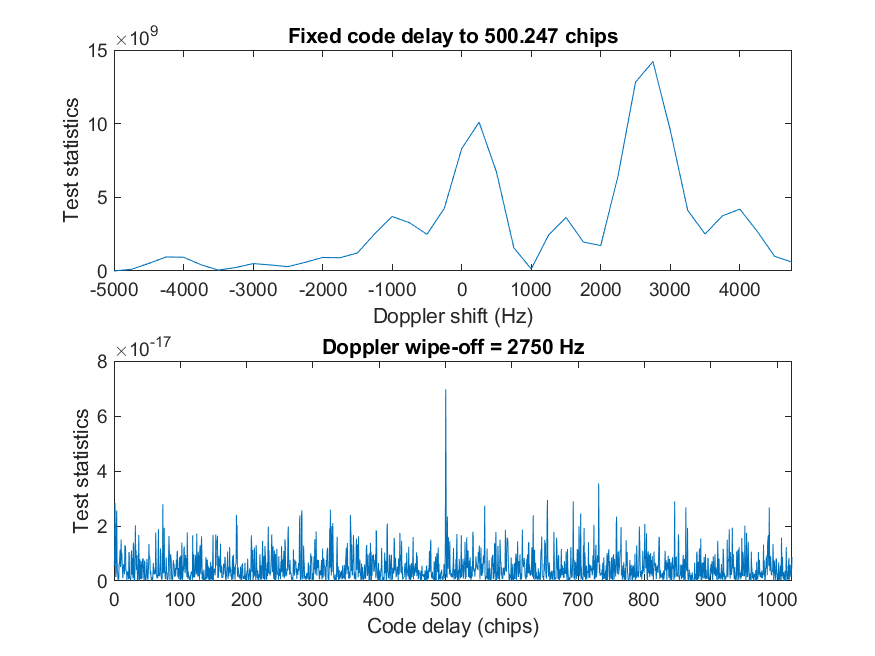 Fixed code delay to 500.247 chips
×10^9
15
10
5
0
Test statistics
-5000 -4000 -3000 -2000 -1000 0 1000 2000 3000 4000
Doppler shift (Hz)
Doppler wipe-off = 2750 Hz
×10^-17
8
6
4
2
0
Test statistics
0 100 200 300 400 500 600 700 800 900 1000
Code delay (chips)